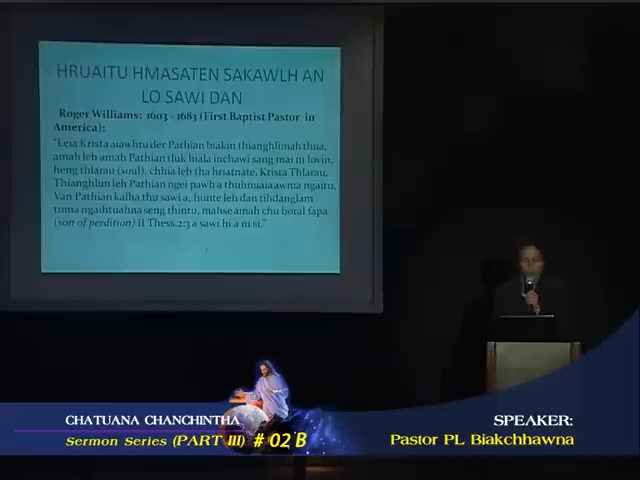 HRUAITU HMASATEN SAKAWLH AN
LO SAWI DAN
Roger Williams: 1603 - 1683 (First Baptist Pastor in
America):
"Leia Krista aiawhtu der Pathian biakin thianghlimah thua,
amah leh amah Pathian tluk hiala inchawi sang mai ni lovin,
heng thlarau (soul), chhia leh tha hriatnate, Krista Thlarau,
Thianghlim leh Pathian ngei pawh a thuhnuaia awma ngaitu,
Van Pathian kalha thu sawi a, hunte leh dan tihdanglam
tuma ngaihtuahna seng thintu, mahse amah chu boral fapa
(son of perdition) II Thess.2:3 a sawi hi a ni si."
CHATUANA CHANCHINTHA
Sermon Series (PART III) # 02 B
SPEAKER:
Pastor PL Biakchhawna